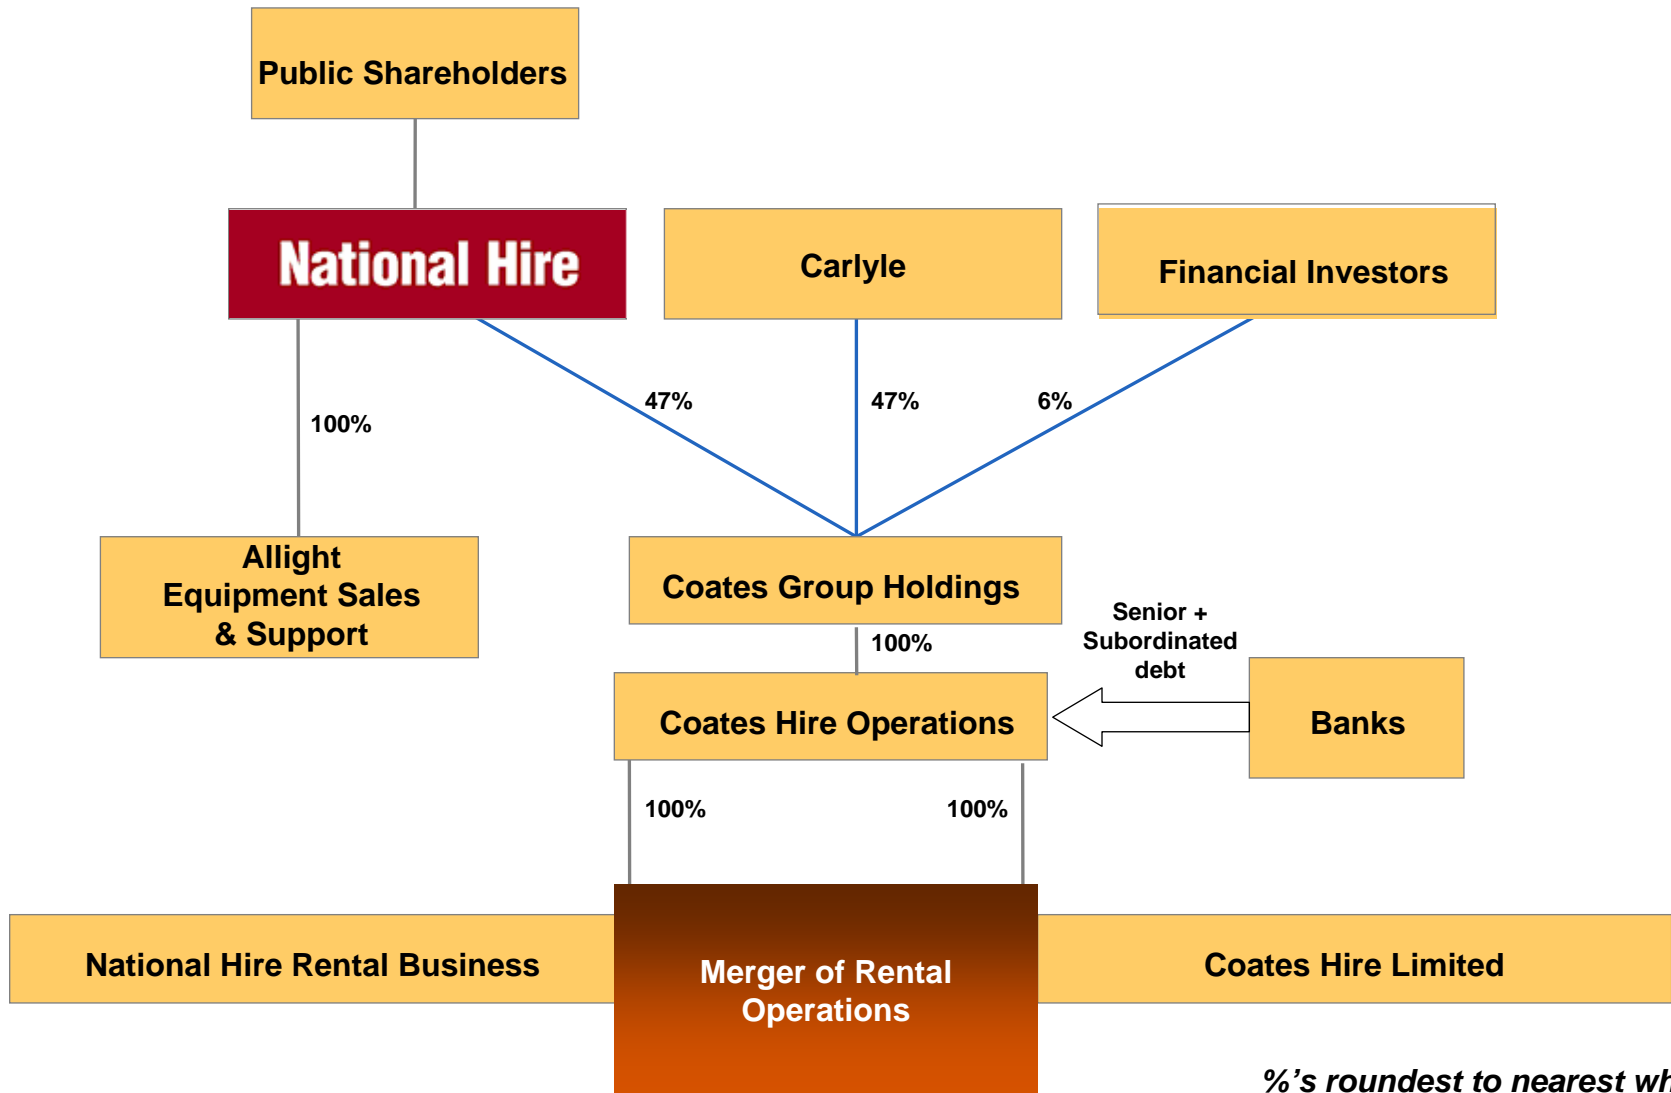 Public Shareholders
National Hire
Carlyle
Financial Investors
47%
47%
6%
100%
Allight
Equipment Sales
& Support
Coates Group Holdings
Senior +
Subordinated
debt
100%
Coates Hire Operations
Banks
100%
100%
National Hire Rental Business
Merger of Rental
Operations
Coates Hire Limited
%’s roundest to nearest